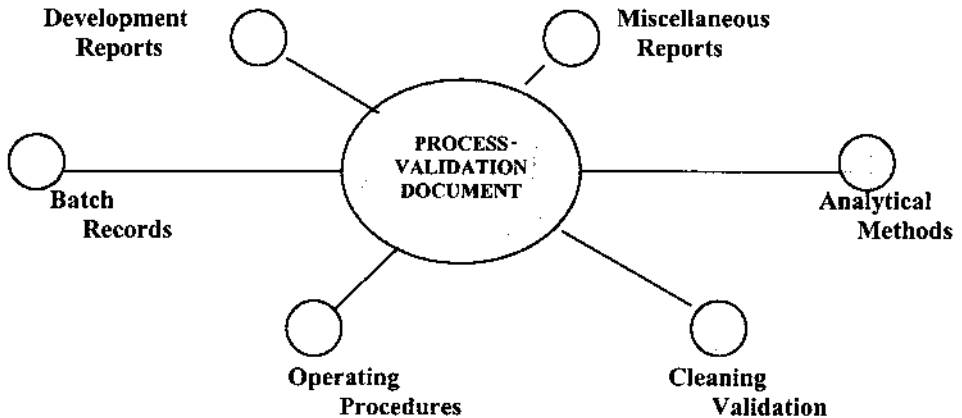 Development
Reports
Miscellaneous
Reports
PROCESS-
VALIDATION
DOCUMENT
Batch
Records
Analytical
Methods
Operating
Procedures
Cleaning
Validation